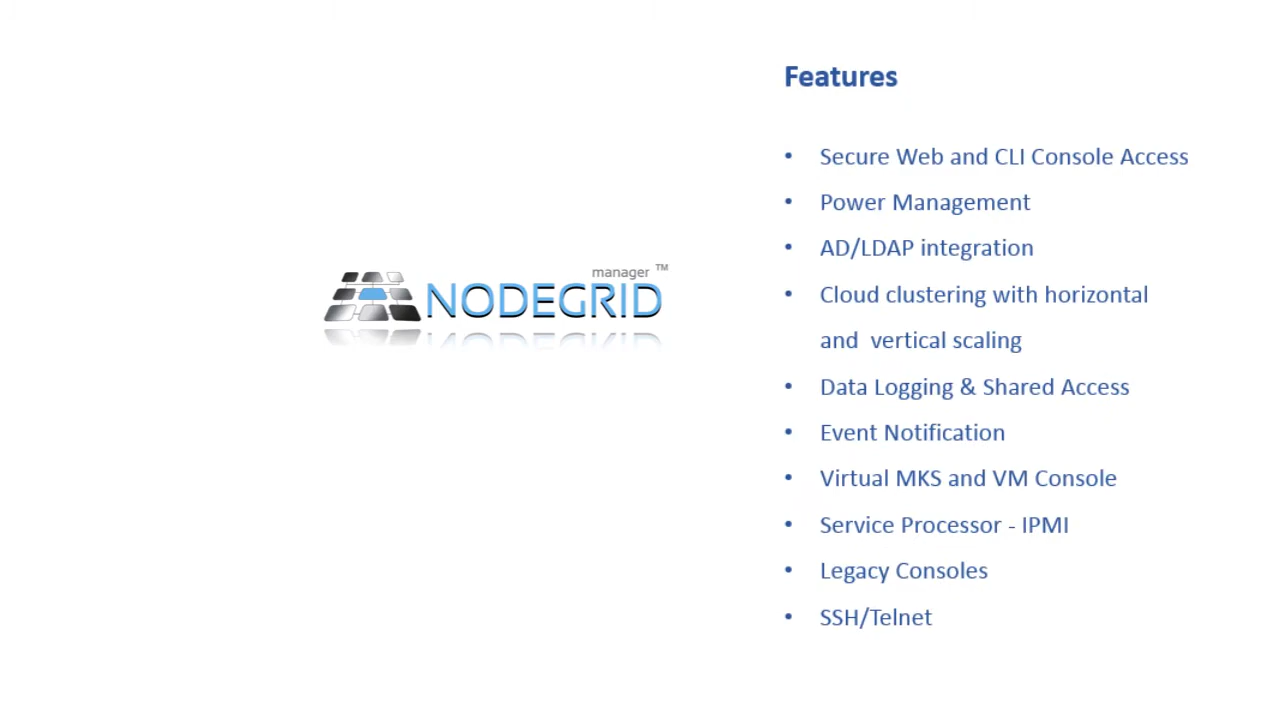 manager ™
NODEGRID
Features
• Secure Web and CLI Console Access
• Power Management
• AD/LDAP integration
• Cloud clustering with horizontal
and  vertical scaling
• Data Logging & Shared Access
• Event Notification
• Virtual MKS and VM Console
• Service Processor - IPMI
• Legacy Consoles
• SSH/Telnet